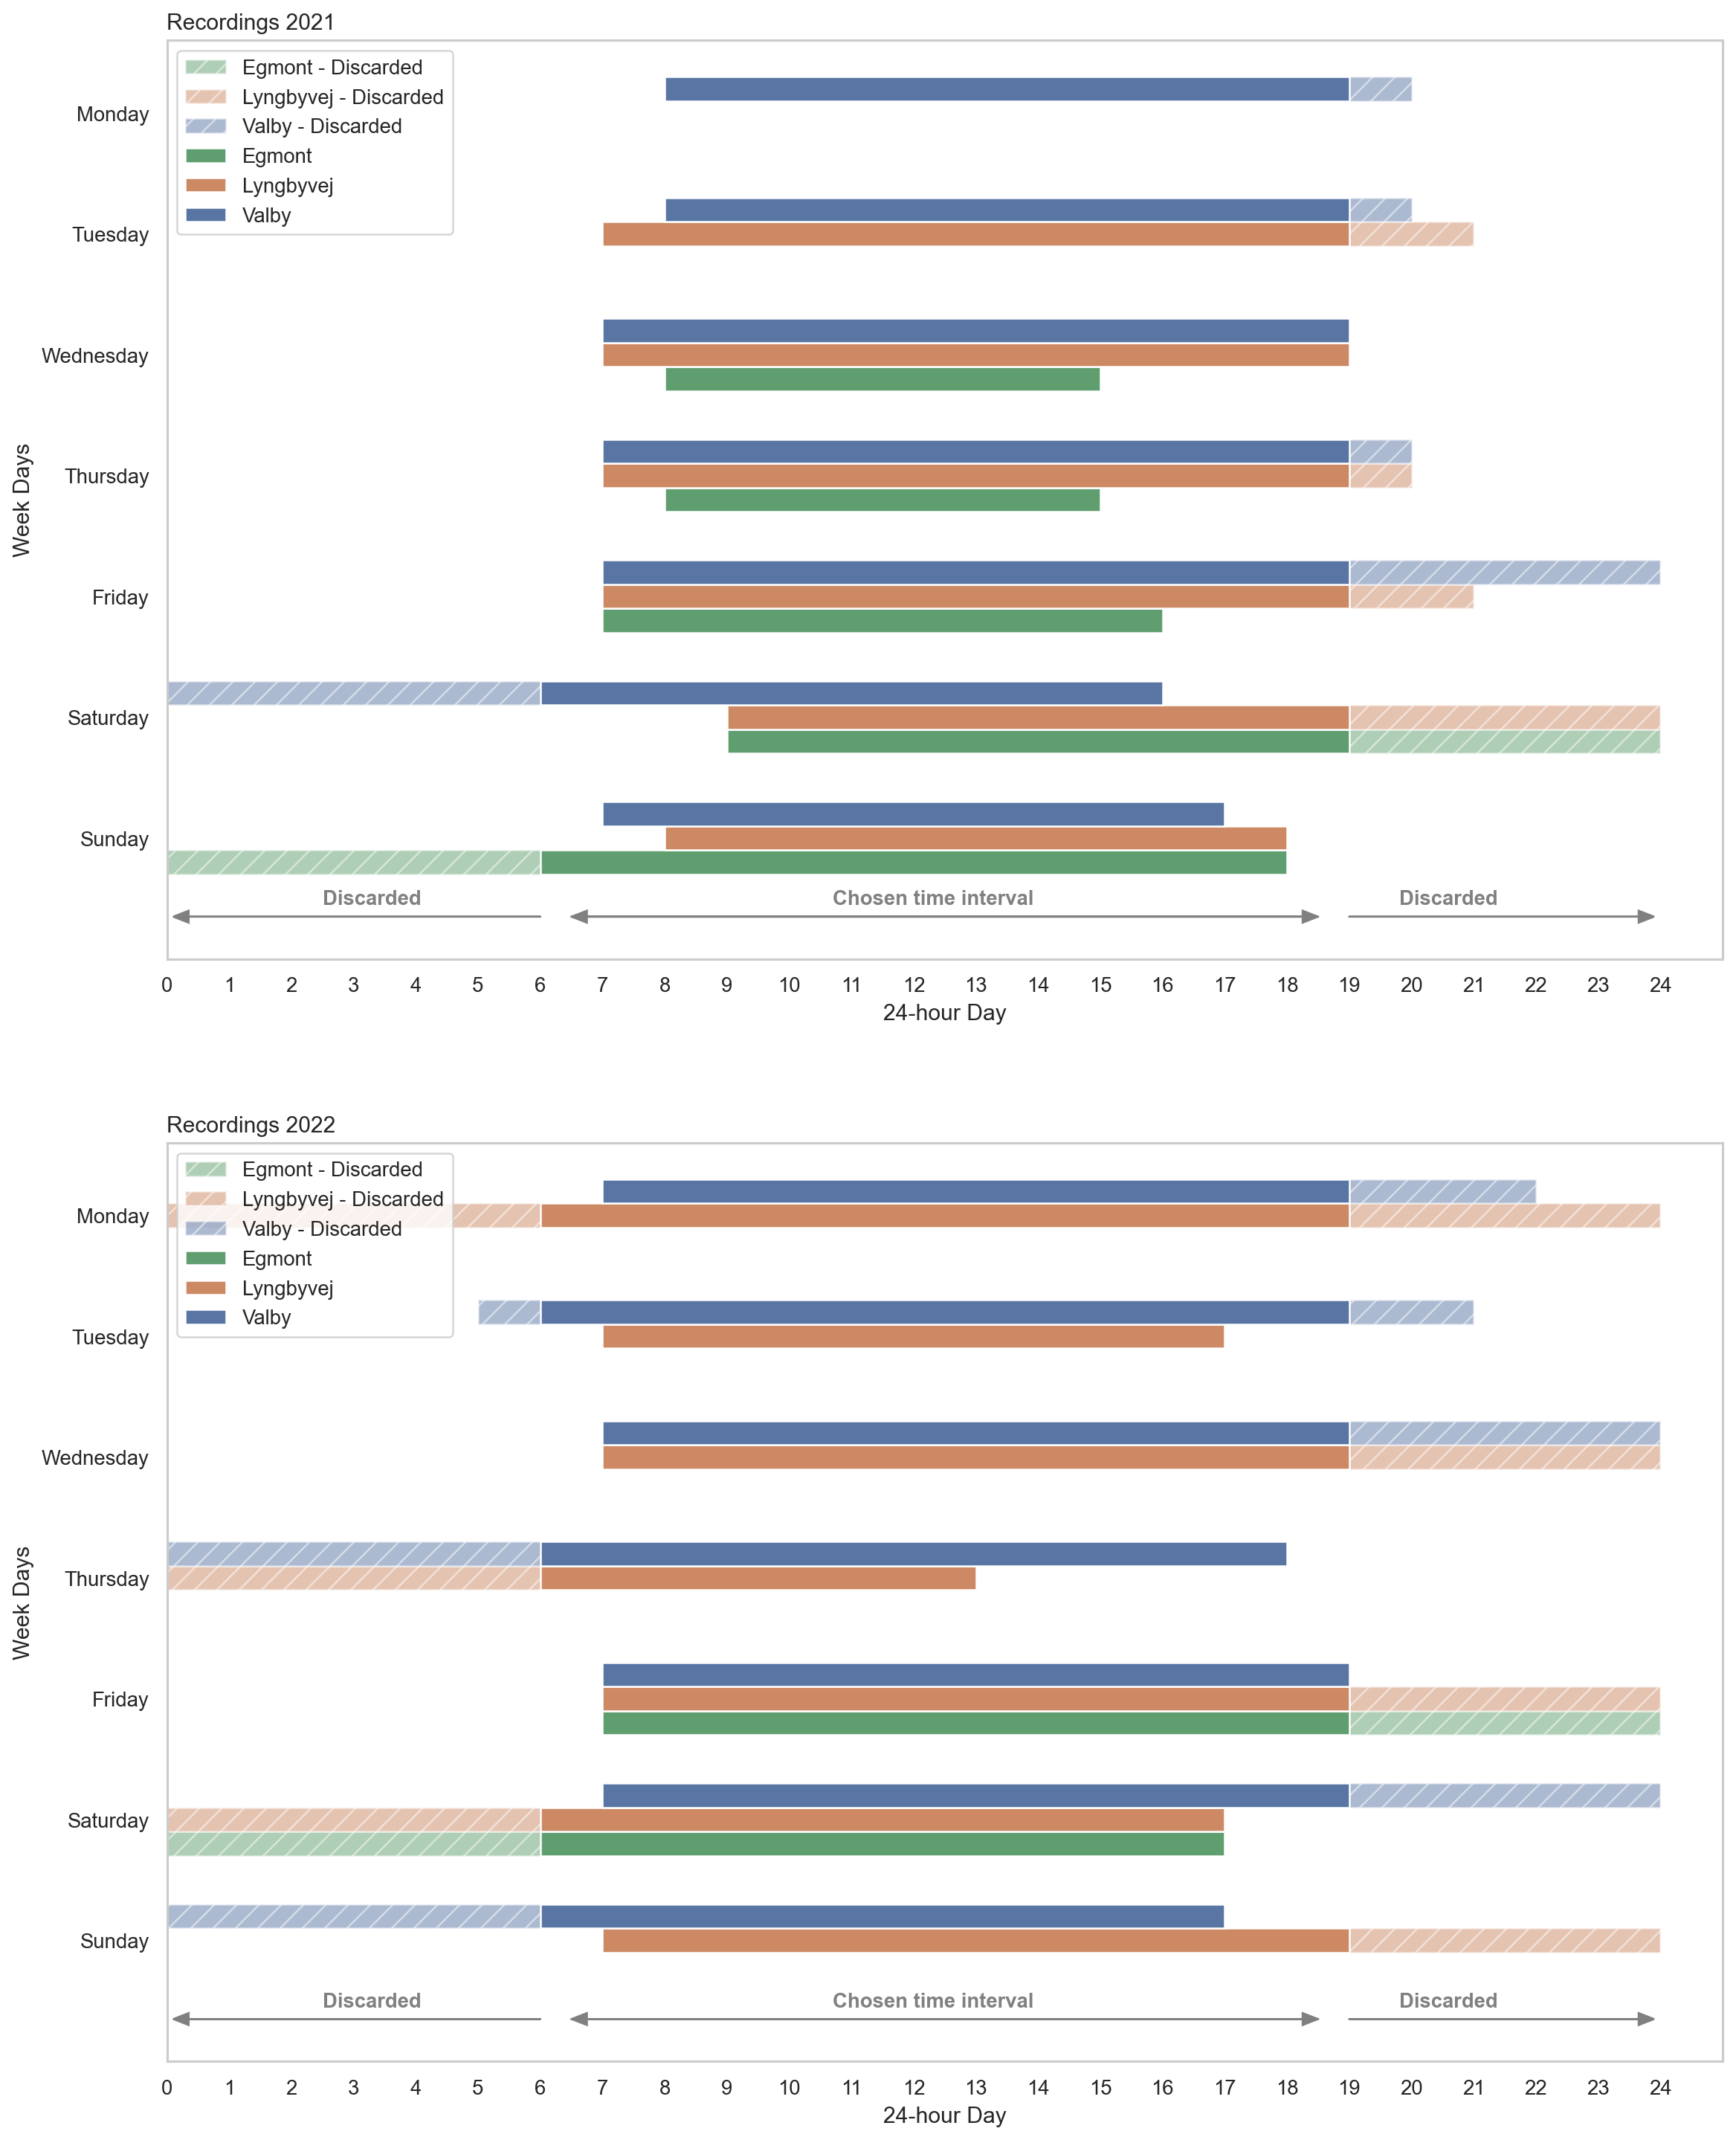 Recordings 2021
Egmont - Discarded
Lyngbyvej - Discarded
Valby - Discarded
Egmont
Lyngbyvej
Valby
Monday
Tuesday
Wednesday
Thursday
Friday
Saturday
Sunday
Week Days
Discarded
Chosen time interval
Discarded
0 1 2 3 4 5 6 7 8 9 10 11 12 13 14 15 16 17 18 19 20 21 22 23 24
24-hour Day
Recordings 2022
Egmont - Discarded
Lyngbyvej - Discarded
Valby - Discarded
Egmont
Lyngbyvej
Valby
Monday
Tuesday
Wednesday
Thursday
Friday
Saturday
Sunday
Week Days
Discarded
Chosen time interval
Discarded
0 1 2 3 4 5 6 7 8 9 10 11 12 13 14 15 16 17 18 19 20 21 22 23 24
24-hour Day